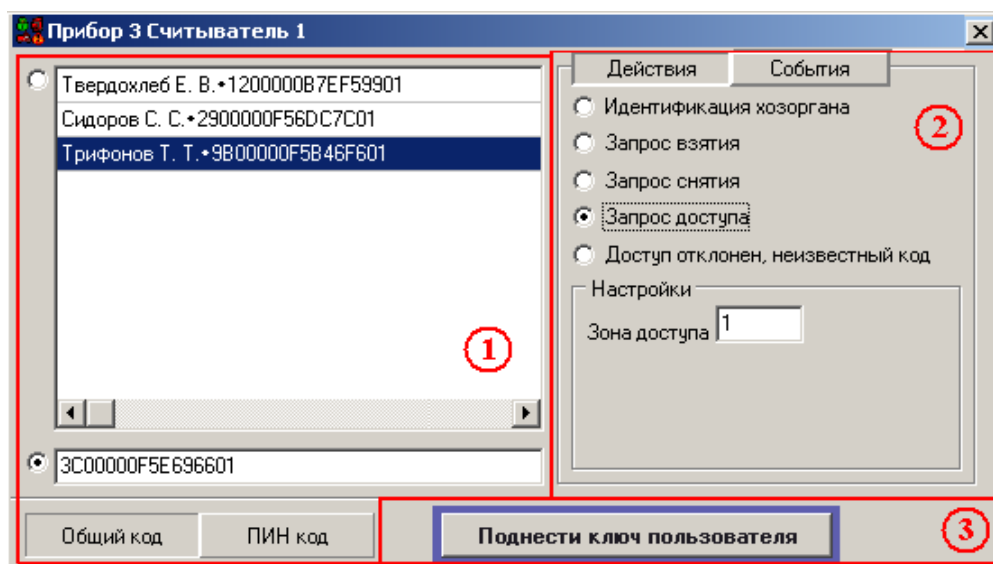 Прибор 3 Считыватель 1
Твердохлеб Е. В.•1200000B7EF59901
Сидоров С. С.•2900000F56DC7C01
Трифонов Т. Т.•9B00000F5B46F601
1
3C00000F5E696601
Общий код ПИН код
Действия События
2
Идентификация хозоргана
Запрос взятия
Запрос снятия
Запрос доступа
Доступ отклонен, неизвестный код
Настройки
Зона доступа 1
Поднести ключ пользователя
3